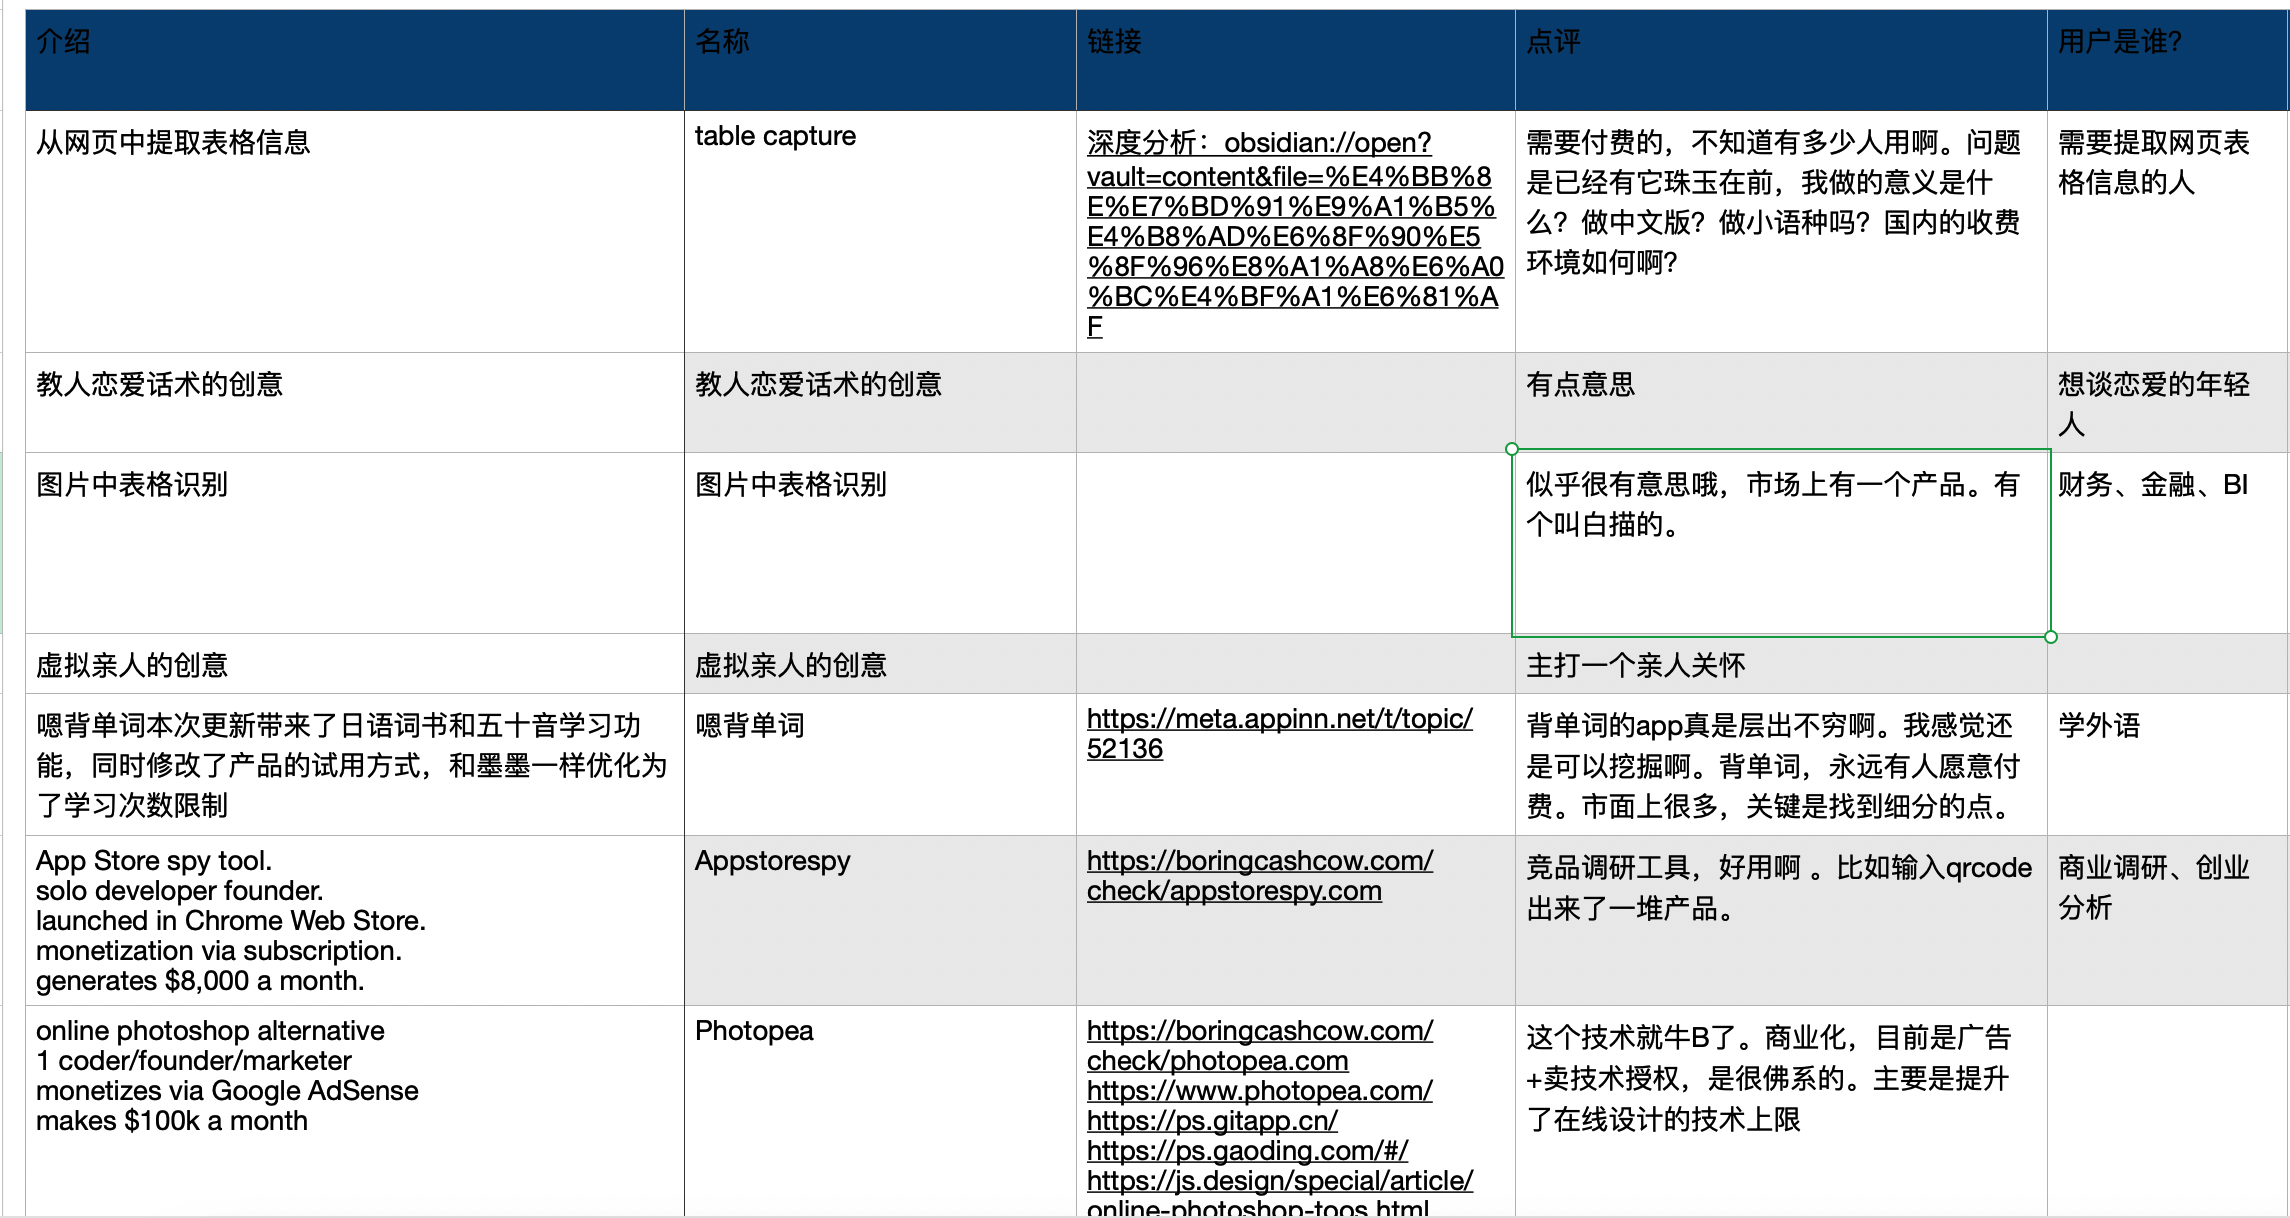 介绍
名称
链接
点评
用户是谁?
从网页中提取表格信息
table capture
深度分析：obsidian://open?
vault=content&file=%E4%BB%8
E%E7%BD%91%E9%A1%B5%
E4%B8%AD%E6%8F%90%E5
%8F%96%E8%A1%A8%E6%A0
%BC%E4%BF%A1%E6%81%A
F
需要付费的，不知道有多少人用啊。问题
是已经有它珠玉在前，我做的意义是什
么？做中文版？做小语种吗？国内的收费
环境如何啊？
需要提取网页表
格信息的人
教人恋爱话术的创意
教人恋爱话术的创意
有点意思
想谈恋爱的年轻
人
图片中表格识别
图片中表格识别
似乎很有意思哦，市场上有一个产品。有
个叫白描的。
财务、金融、BI
虚拟亲人的创意
虚拟亲人的创意
主打一个亲人关怀
嗯背单词本次更新带来了日语词书和五十音学习功
能，同时修改了产品的试用方式，和墨墨一样优化为
了学习次数限制
嗯背单词
https://meta.appinn.net/t/topic/
52136
背单词的app真是层出不穷啊。我感觉还
是可以挖掘啊。背单词，永远有人愿意付
费。市面上很多，关键是找到细分的点。
学外语
App Store spy tool.
solo developer founder.
launched in Chrome Web Store.
monetization via subscription.
generates $8,000 a month.
Appstorespy
https://boringcashcow.com/
check/appstorespy.com
竞品调研工具，好用啊 。比如输入qrcode
出来了一堆产品。
商业调研、创业
分析
online photoshop alternative
1 coder/founder/marketer
monetizes via Google AdSense
makes $100k a month
Photopea
https://boringcashcow.com/
check/photopea.com
https://www.photopea.com/
https://ps.gitapp.cn/
https://ps.gaoding.com/#/
https://js.design/special/article/
online-photoshop-toos.html
这个技术就牛B了。商业化，目前是广告
+卖技术授权，是很佛系的。主要是提升
了在线设计的技术上限